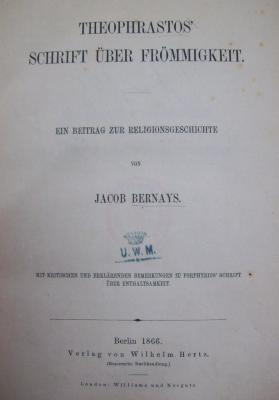 THEOPHRASTOS'
SCHRIFT ÜBER FRÖMMIGKEIT.
EIN BEITRAG ZUR RELIGIONSGESCHICHTE
VON
JACOB BERNAYS.
U.W.M.
MIT KRITISCHEN UND ERKLÄRENDEN BEMERKUNGEN ZU PORPHYRIOS' SCHRIFT
ÜBER ENTHALTSAMKEIT.
Berlin 1866.
Verlag von Wilhelm Hertz.
(Bessersche Buchhandlung.)
London: Williams and Norgate